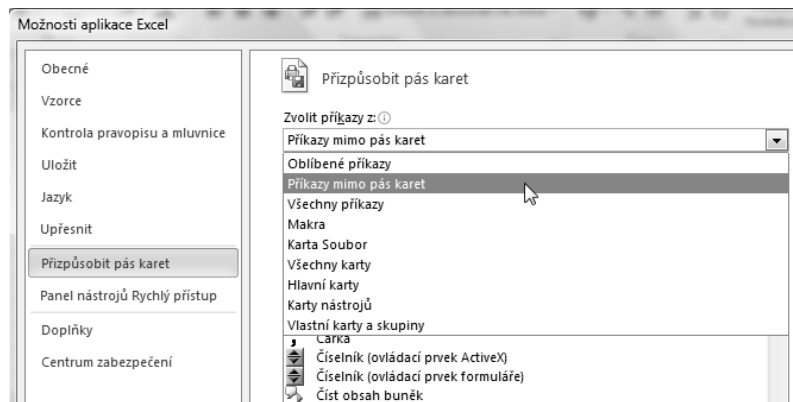 Možnosti aplikace Excel
Obecné
Vzorce
Kontrola pravopisu a mluvnice
Uložit
Jazyk
Upřesnit
Přizpůsobit pás karet
Panel nástrojů Rychlý přístup
Doplňky
Centrum zabezpečení
Přizpůsobit pás karet
Zvolit příkazy z:
Příkazy mimo pás karet
Oblíbené příkazy
Příkazy mimo pás karet
Všechny příkazy
Makra
Karta Soubor
Všechny karty
Hlavní karty
Karty nástrojů
Vlastní karty a skupiny
Čárka
Číselník (ovládací prvek ActiveX)
Číselník (ovládací prvek formuláře)
Číst obsah buněk